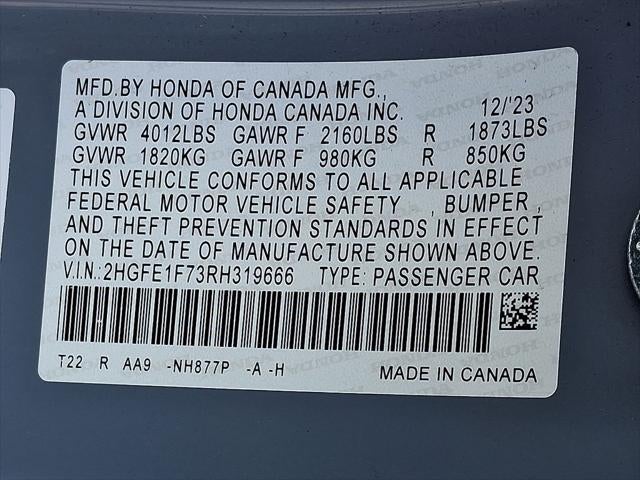 MFD.BY HONDA OF CANADA MFG.,
A DIVISION OF HONDA CANADA INC. 12/'23
GVWR 4012LBS GAWR F 2160LBS R 1873LBS
GVWR 1820KG GAWR F 980KG R 850KG
THIS VEHICLE CONFORMS TO ALL APPLICABLE
FEDERAL MOTOR VEHICLE SAFETY , BUMPER ,
AND THEFT PREVENTION STANDARDS IN EFFECT
ON THE DATE OF MANUFACTURE SHOWN ABOVE.
V.I.N.:2HGFE1F73RH319666 TYPE: PASSENGER CAR
T22 R AA9 -NH877P -A -H
MADE IN CANADA